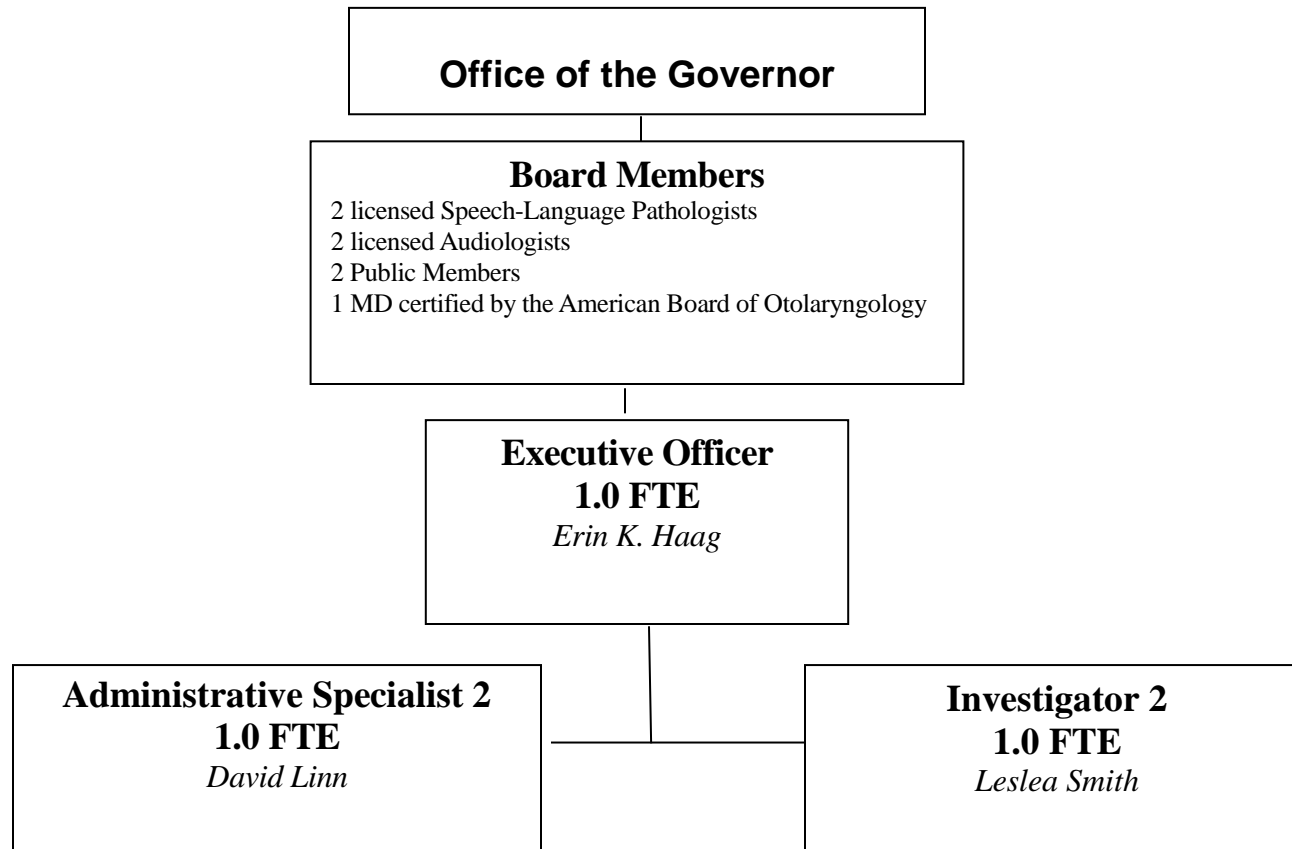 Office of the Governor
Board Members
2 licensed Speech-Language Pathologists
2 licensed Audiologists
2 Public Members
1 MD certified by the American Board of Otolaryngology
Executive Officer
1.0 FTE
Erin K. Haag
Administrative Specialist 2
1.0 FTE
David Linn
Investigator 2
1.0 FTE
Leslea Smith